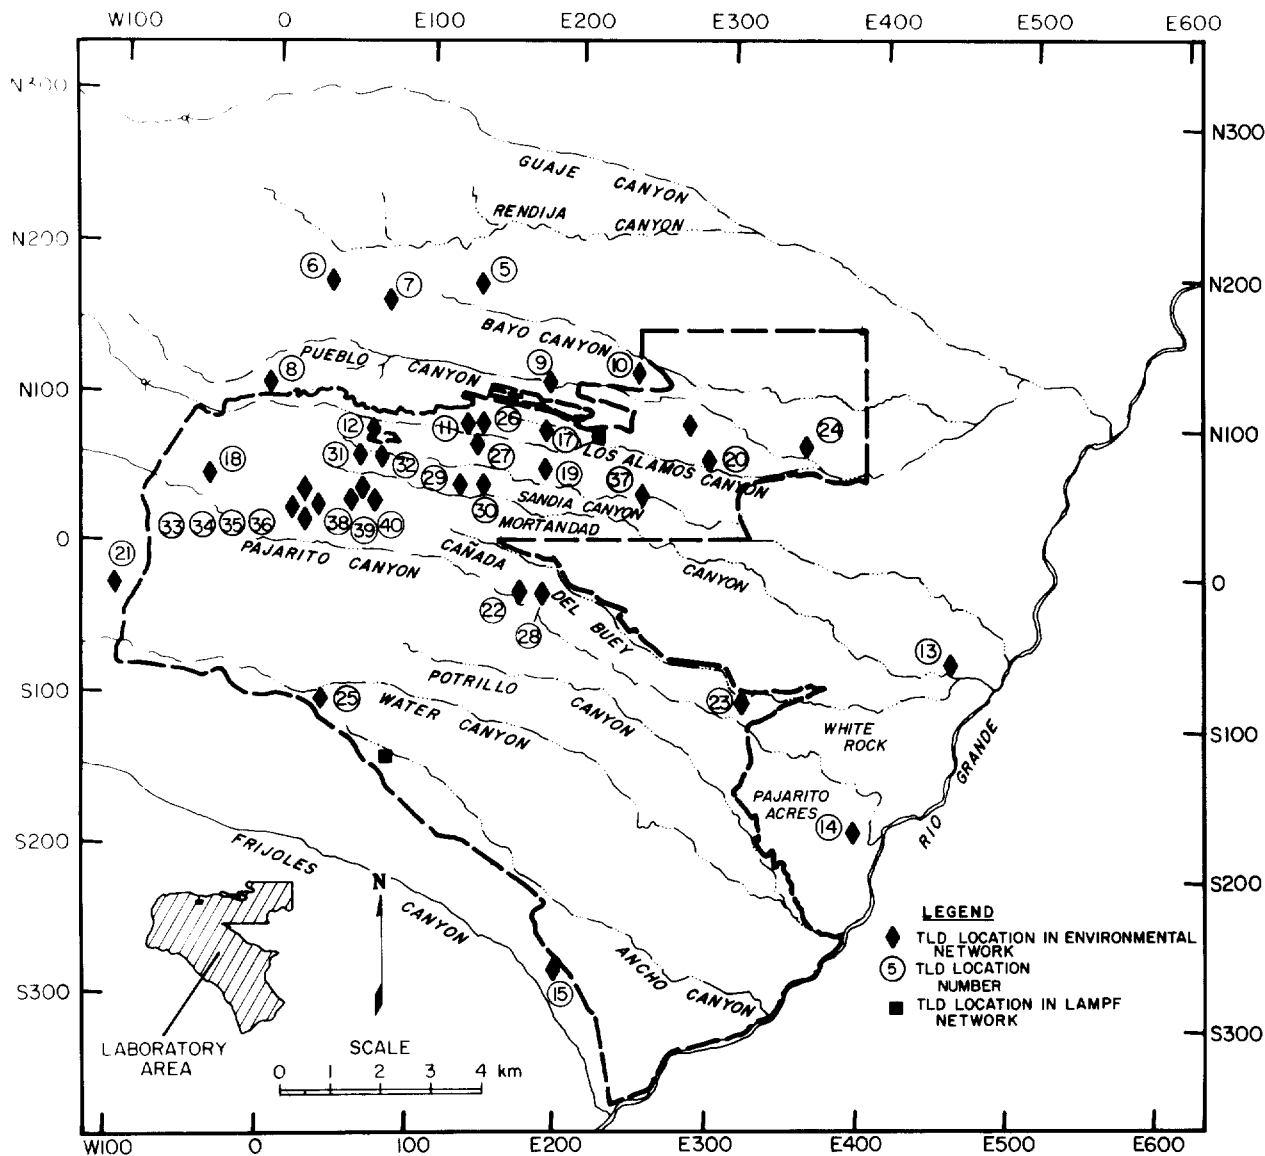 W100 0 E100 E200 E300 E400 E500 E600
N300
N300
GUAJE CANYON
RENDIJA CANYON
N200
6
7
5
N200
BAYO CANYON
PUEBLO CANYON
8
9
10
N100
12
11
26
17
24
N100
31
32
27
LOS ALAMOS CANYON
20
18
29
19
37
30
SANDIA CANYON
33 34 35 36 38 39 40
MORTANDAD CANYON
0
21
PAJARITO CANYON
CAÑADA DEL BUEY
0
22
28
13
S100
25
POTRILLO CANYON
WATER CANYON
23
WHITE
ROCK
S100
PAJARITO
ACRES
14
RIO GRANDE
S200
FRIJOLES CANYON
N
S200
ANCHO CANYON
15
S300
S300
LEGEND
TLD LOCATION IN ENVIRONMENTAL
NETWORK
5 TLD LOCATION
NUMBER
TLD LOCATION IN LAMPF
NETWORK
LABORATORY
AREA
SCALE
0 1 2 3 4 km
W100 0 100 E200 E300 E400 E500 E600